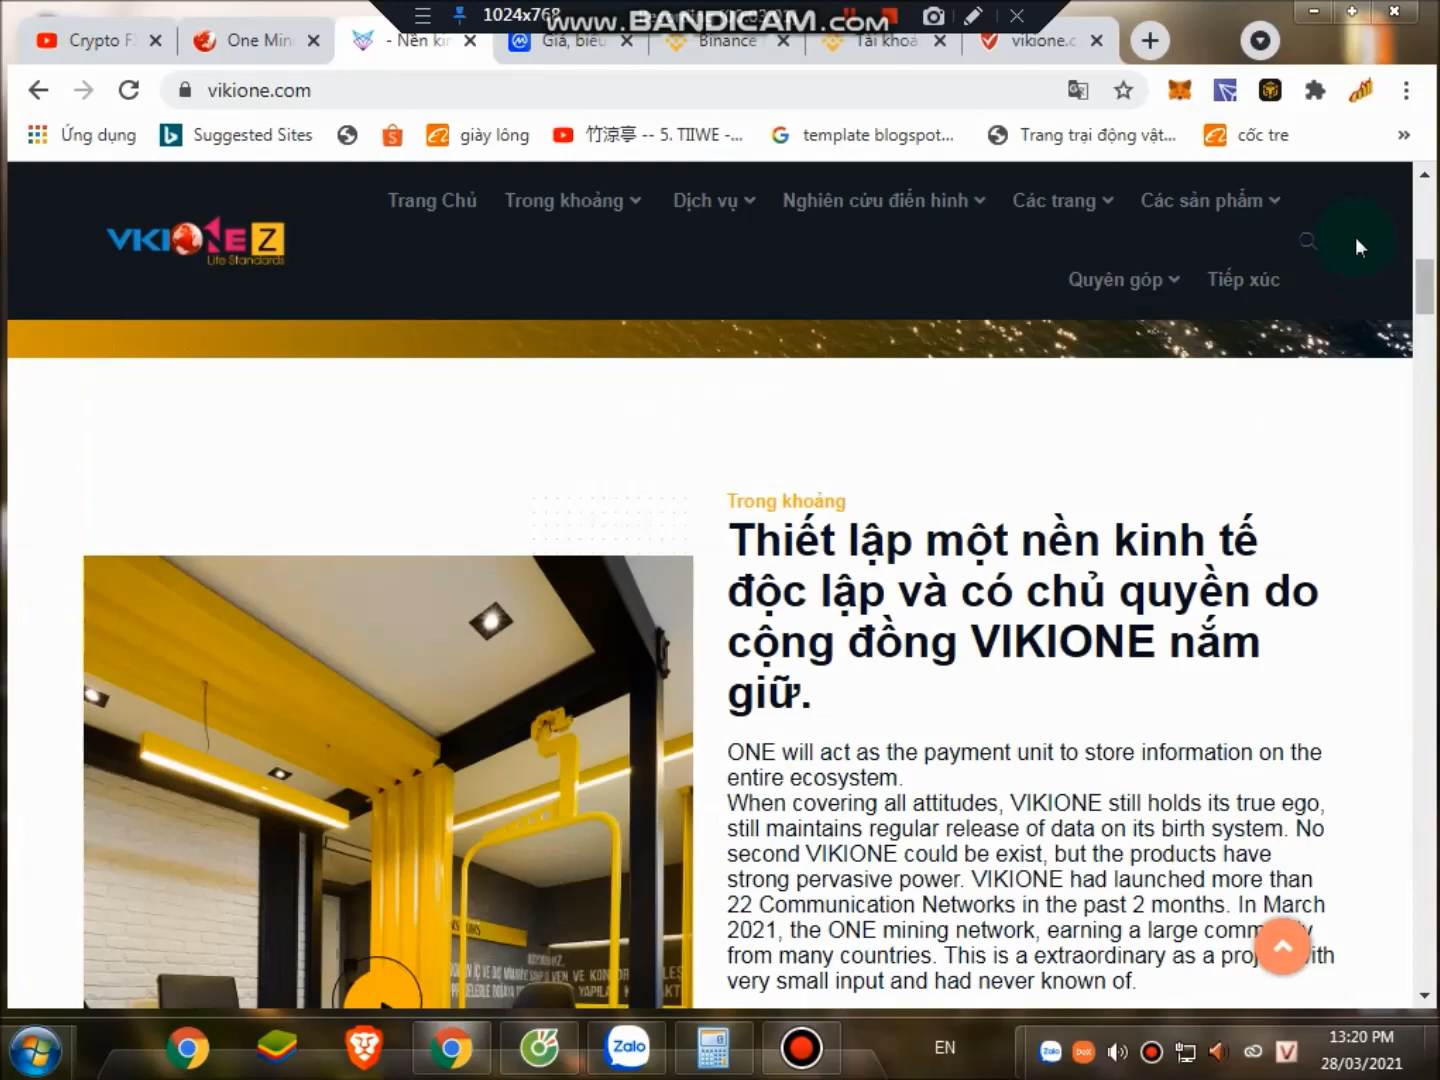 1024x768
www.BANDICAM.com
Crypto F
One Min
- Nền ki
Giá, biểu
Binance
Tài khoả
vikione.c
vikione.com
Ứng dụng
Suggested Sites
giày lông
竹涼亭 -- 5. TIIWE -...
template blogspot...
Trang trại động vật...
cốc tre
»
VIKIONE Z
Life Standards
Trang Chủ
Trong khoảng
Dịch vụ
Nghiên cứu điển hình
Các trang
Các sản phẩm
Quyên góp
Tiếp xúc
Trong khoảng
Thiết lập một nền kinh tế
độc lập và có chủ quyền do
cộng đồng VIKIONE nắm
giữ.
ONE will act as the payment unit to store information on the
entire ecosystem.
When covering all attitudes, VIKIONE still holds its true ego,
still maintains regular release of data on its birth system. No
second VIKIONE could be exist, but the products have
strong pervasive power. VIKIONE had launched more than
22 Communication Networks in the past 2 months. In March
2021, the ONE mining network, earning a large comm
from many countries. This is a extraordinary as a proj
very small input and had never known of.
Zalo
EN
13:20 PM
28/03/2021